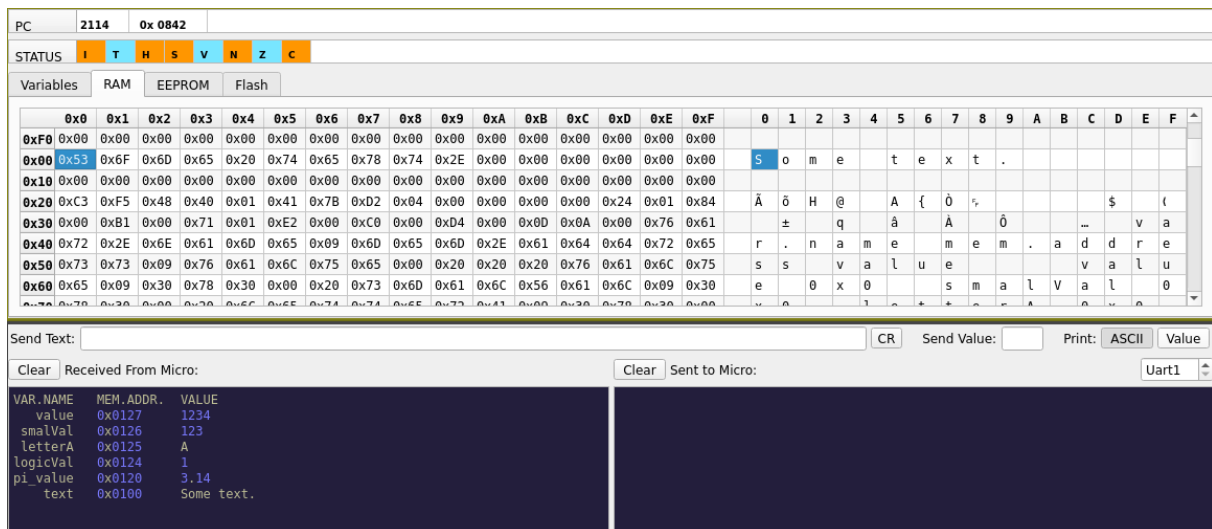 PC 2114 0x 0842
STATUS I T H S V N Z C
Variables RAM EEPROM Flash
0x0 0x1 0x2 0x3 0x4 0x5 0x6 0x7 0x8 0x9 0xA 0xB 0xC 0xD 0xE 0xF 0 1 2 3 4 5 6 7 8 9 A B C D E F
0xF0 0x00 0x00 0x00 0x00 0x00 0x00 0x00 0x00 0x00 0x00 0x00 0x00 0x00 0x00 0x00 0x00
0x00 0x53 0x6F 0x6D 0x65 0x20 0x74 0x65 0x78 0x74 0x2E 0x00 0x00 0x00 0x00 0x00 0x00 S o m e t e x t .
0x10 0x00 0x00 0x00 0x00 0x00 0x00 0x00 0x00 0x00 0x00 0x00 0x00 0x00 0x00 0x00 0x00
0x20 0xC3 0xF5 0x48 0x40 0x01 0x41 0x7B 0xD2 0x04 0x00 0x00 0x00 0x00 0x24 0x01 0x84 Ã õ H @ A { Ò $
0x30 0x00 0xB1 0x00 0x71 0x01 0xE2 0x00 0xC0 0x00 0xD4 0x00 0x0D 0x0A 0x00 0x76 0x61 ± q â À Ô … v a
0x40 0x72 0x2E 0x6E 0x61 0x6D 0x65 0x09 0x6D 0x65 0x6D 0x2E 0x61 0x64 0x64 0x72 0x65 r . n a m e m e m . a d d r e
0x50 0x73 0x73 0x09 0x76 0x61 0x6C 0x75 0x65 0x00 0x20 0x20 0x20 0x76 0x61 0x6C 0x75 s s v a l u e v a l u
0x60 0x65 0x09 0x30 0x78 0x30 0x00 0x20 0x73 0x6D 0x61 0x6C 0x56 0x61 0x6C 0x09 0x30 e 0 x 0 s m a l V a l 0
Send Text: CR Send Value: Print: ASCII Value
Clear Received From Micro: Clear Sent to Micro: Uart1
VAR.NAME MEM.ADDR. VALUE
value 0x0127 1234
smalVal 0x0126 123
letterA 0x0125 A
logicVal 0x0124 1
pi_value 0x0120 3.14
text 0x0100 Some text.